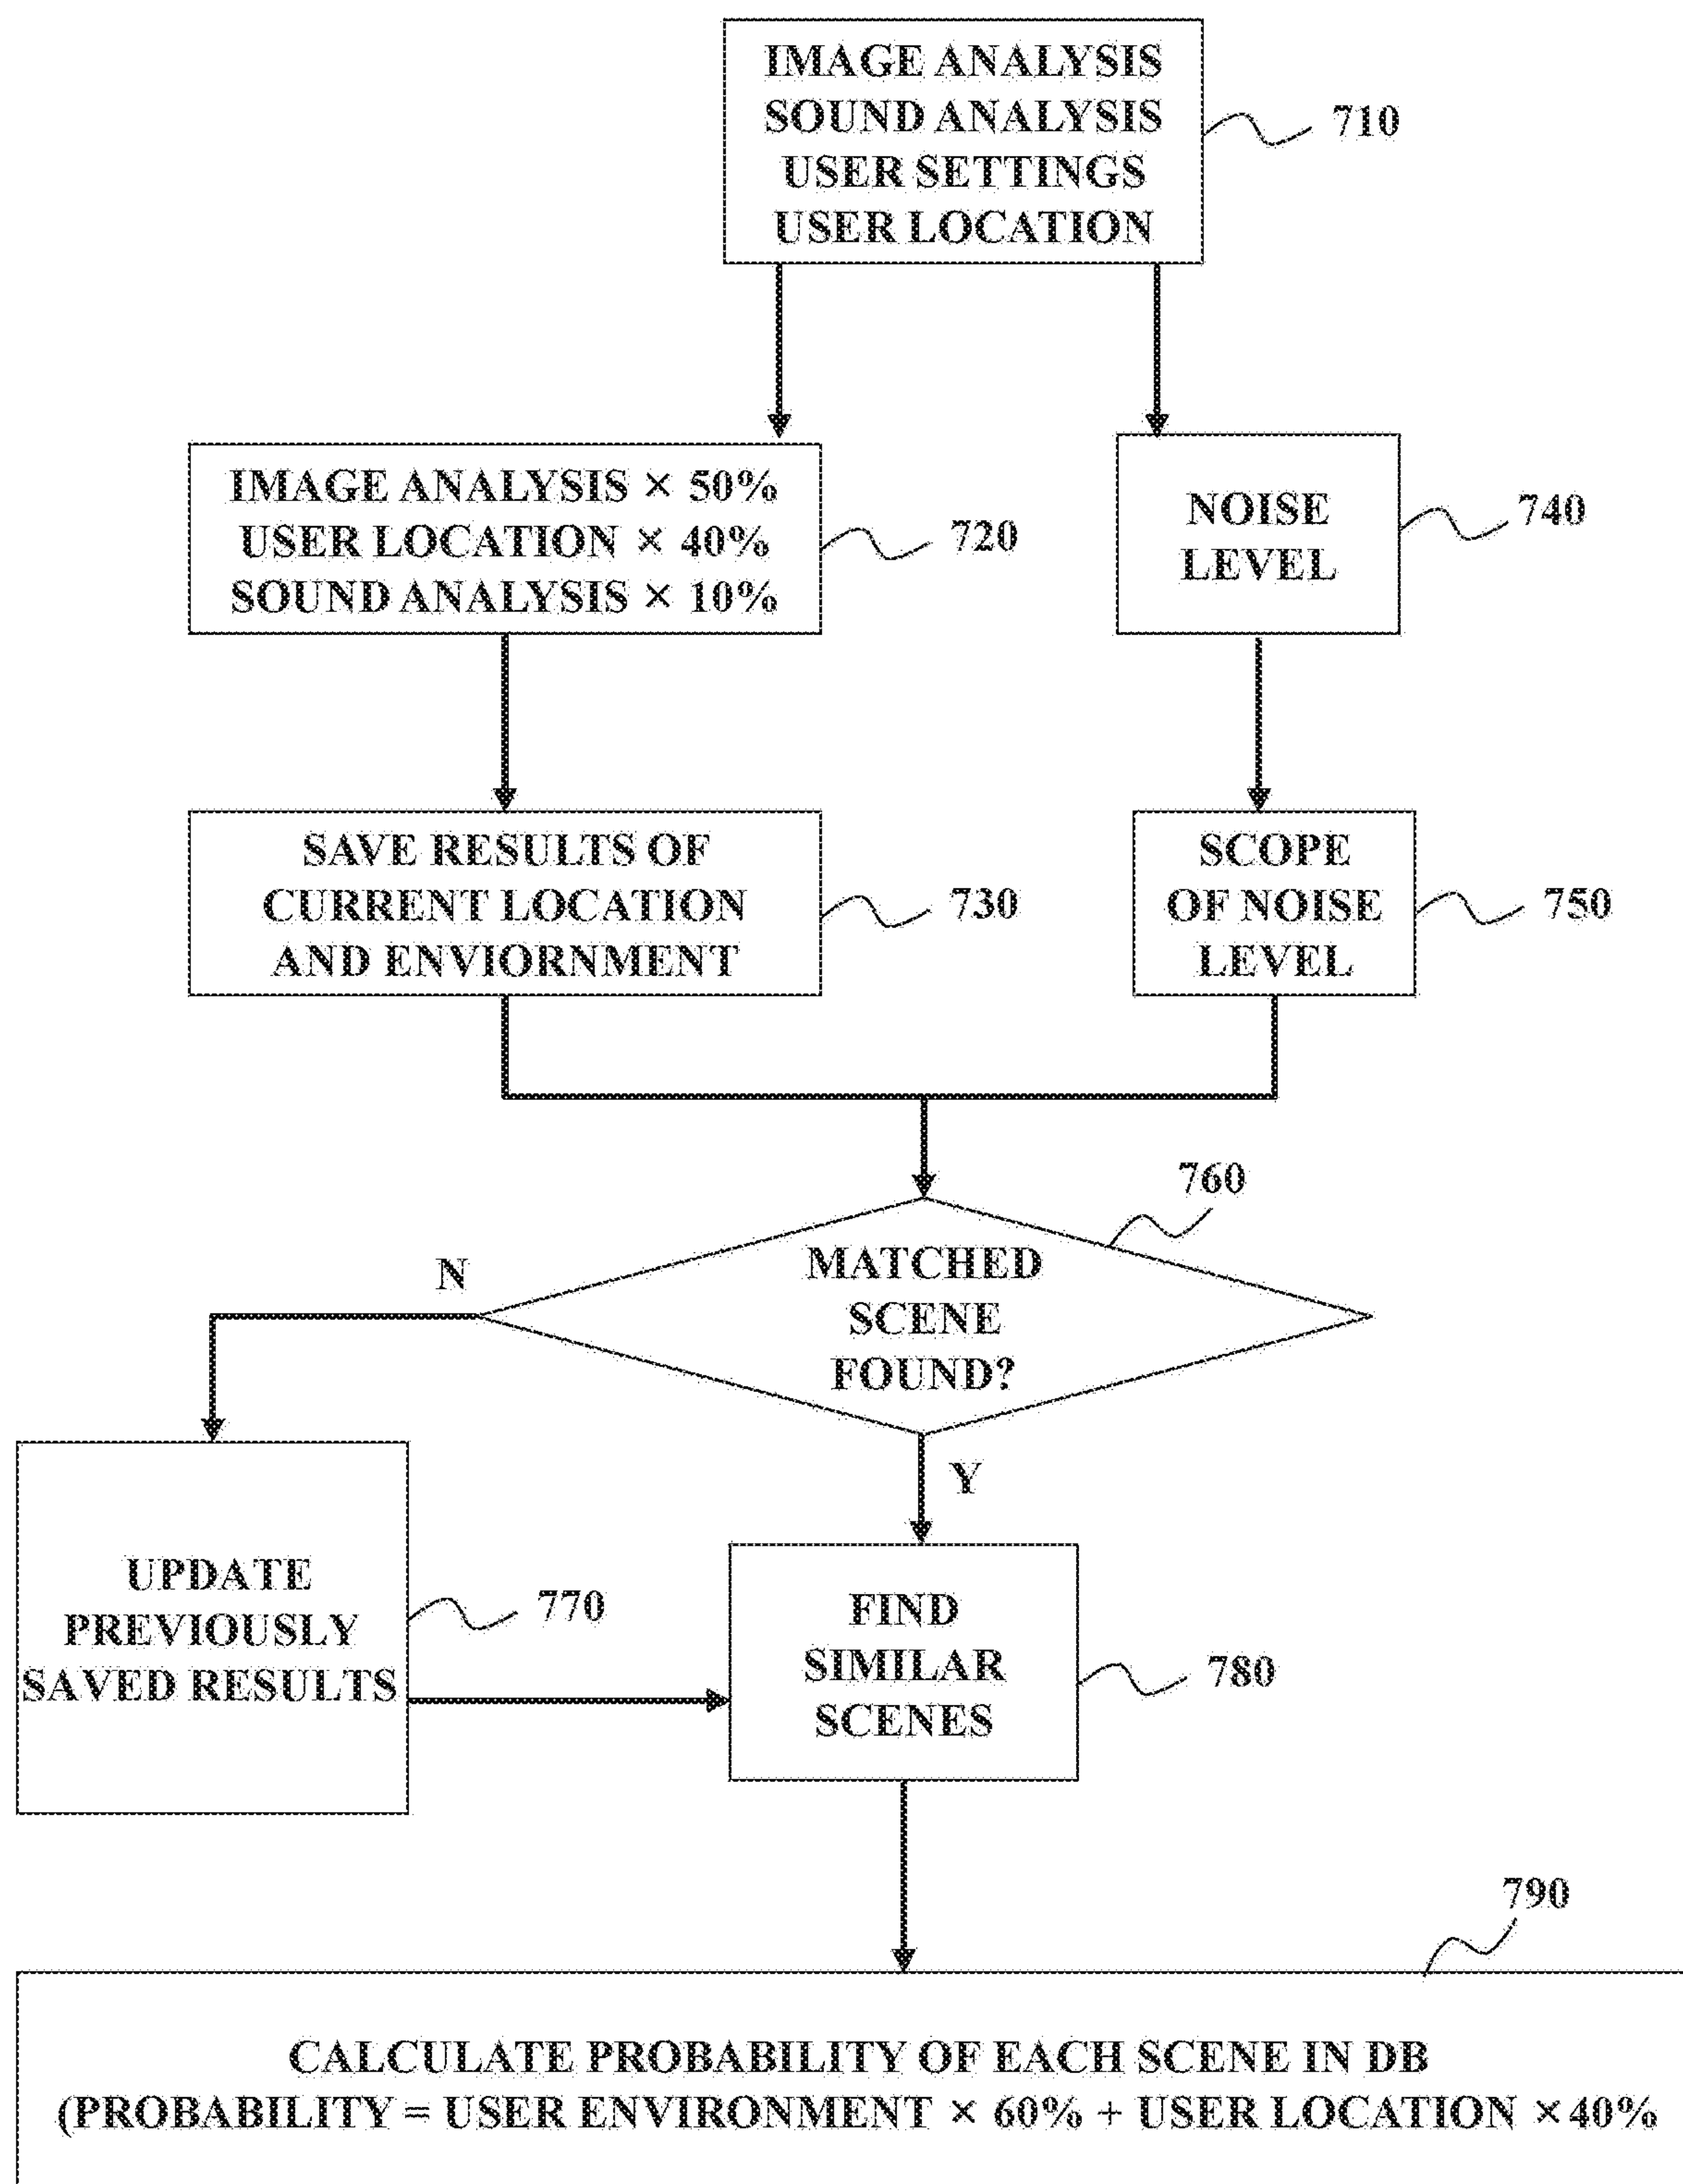 IMAGE ANALYSIS
SOUND ANALYSIS
USER SETTINGS
USER LOCATION
710
IMAGE ANALYSIS × 50%
USER LOCATION × 40%
SOUND ANALYSIS × 10%
720
NOISE
LEVEL
740
SAVE RESULTS OF
CURRENT LOCATION
AND ENVIORNMENT
730
SCOPE
OF NOISE
LEVEL
750
760
MATCHED
SCENE
FOUND?
N
Y
UPDATE
PREVIOUSLY
SAVED RESULTS
770
FIND
SIMILAR
SCENES
780
790
CALCULATE PROBABILITY OF EACH SCENE IN DB
(PROBABILITY = USER ENVIRONMENT × 60% + USER LOCATION ×40%